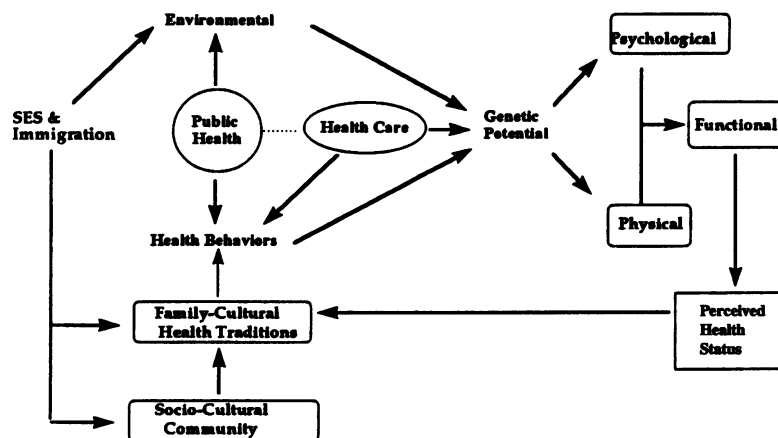 Environmental
Psychological
SES &
Immigration
Public
Health
Health Care
Genetic
Potential
Functional
Physical
Health Behaviors
Family-Cultural
Health Traditions
Perceived
Health
Status
Socio-Cultural
Community